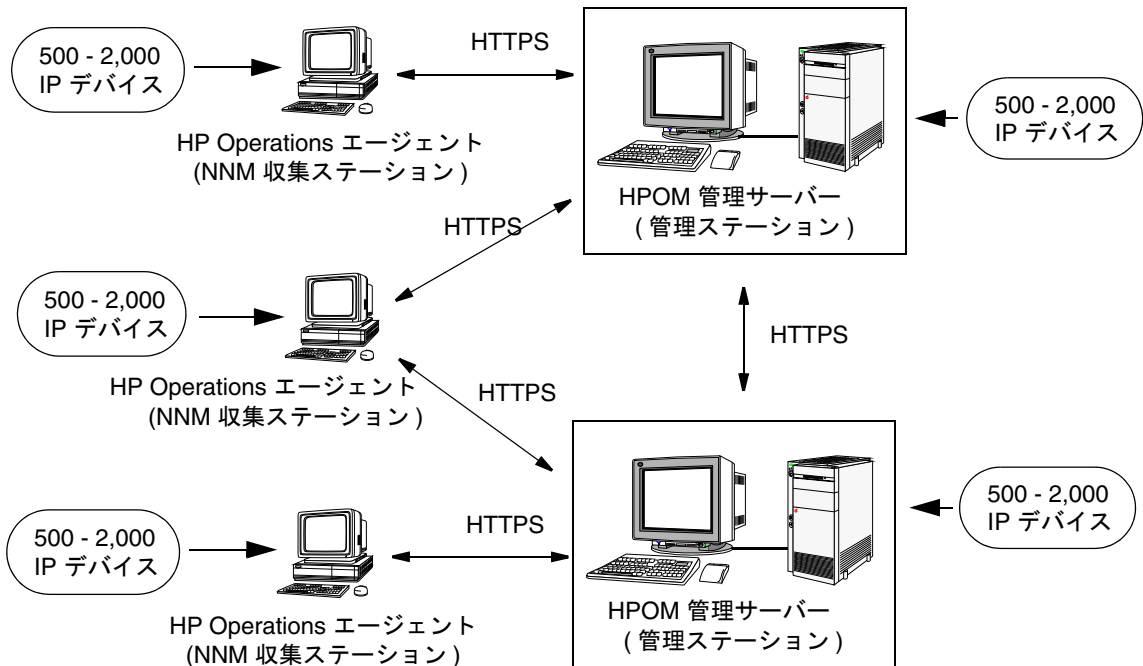 500 - 2,000
IP デバイス
HP Operations エージェント
(NNM 収集ステーション )
HTTPS
HPOM 管理サーバー
( 管理ステーション )
500 - 2,000
IP デバイス
HTTPS
500 - 2,000
IP デバイス
HP Operations エージェント
(NNM 収集ステーション )
HTTPS
HTTPS
500 - 2,000
IP デバイス
HP Operations エージェント
(NNM 収集ステーション )
HTTPS
HPOM 管理サーバー
( 管理ステーション )
500 - 2,000
IP デバイス